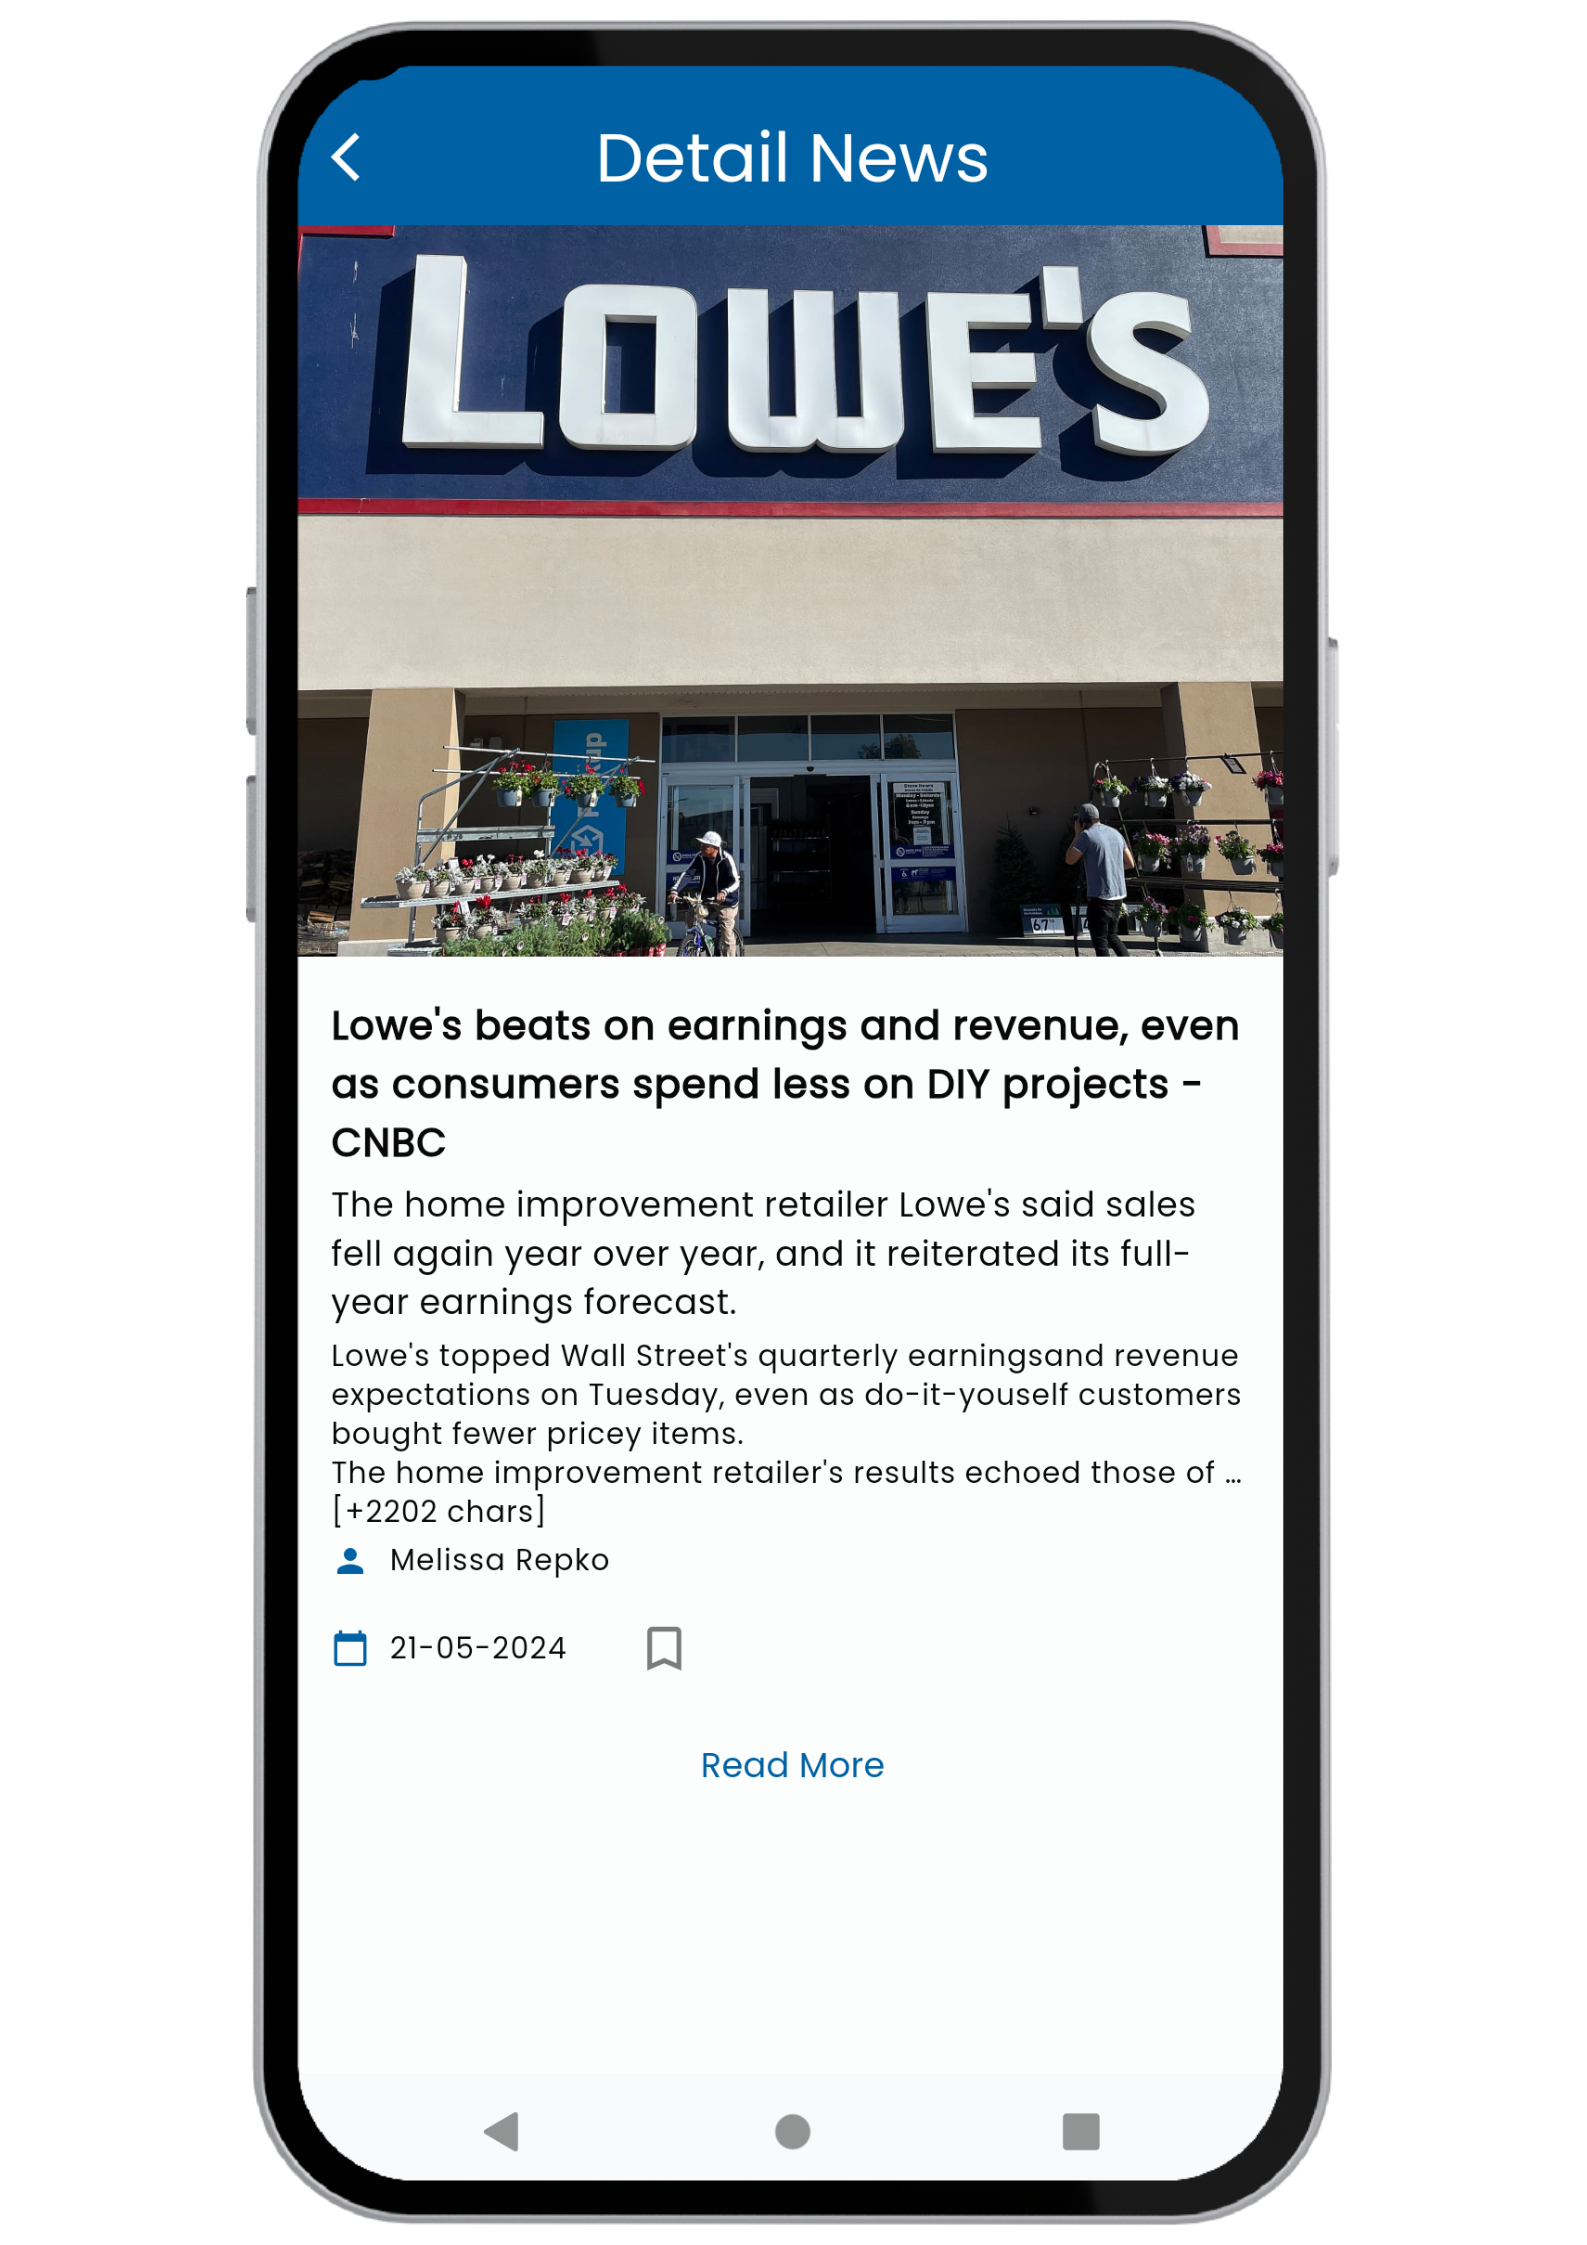 Detail News
LOWE'S
Store Hours
67
Lowe's beats on earnings and revenue, even
as consumers spend less on DIY projects -
CNBC
The home improvement retailer Lowe's said sales
fell again year over year, and it reiterated its full-
year earnings forecast.
Lowe's topped Wall Street's quarterly earningsand revenue
expectations on Tuesday, even as do-it-youself customers
bought fewer pricey items.
The home improvement retailer's results echoed those of …
[+2202 chars]
Melissa Repko
21-05-2024
Read More